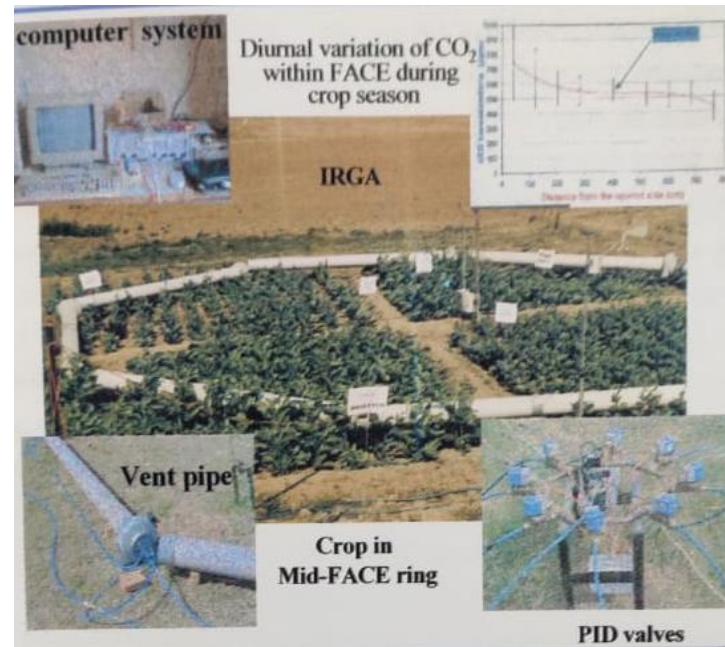 computer system
Diurnal variation of CO₂
within FACE during
crop season
IRGA
Vent pipe
Crop in
Mid-FACE ring
PID valves